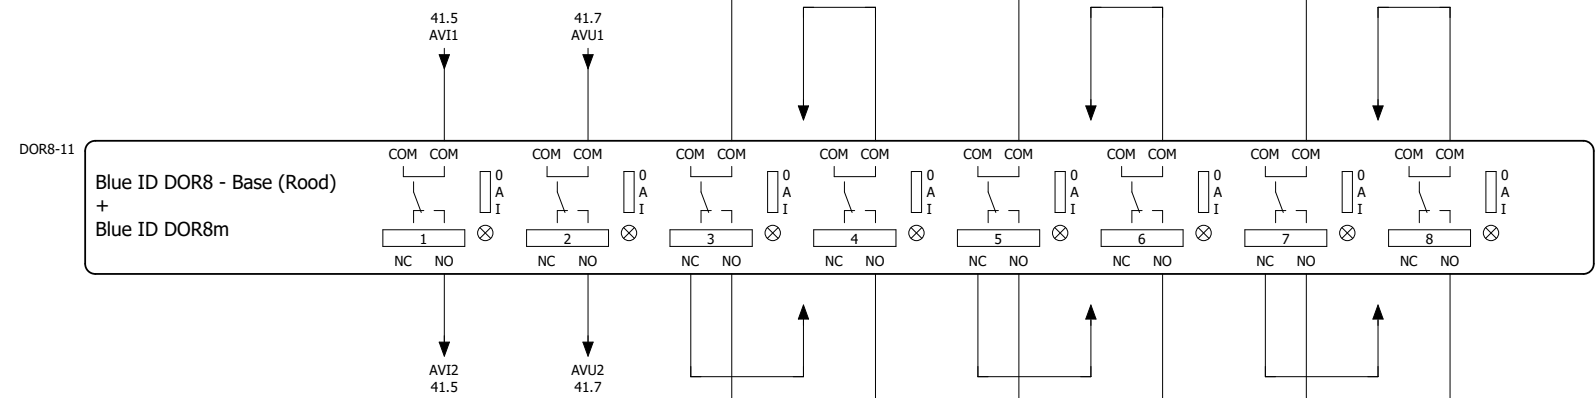 41.5 41.7
AVI1 AVU1
DOR8-11
COM COM COM COM COM COM COM COM COM COM COM COM COM COM COM COM
0 0 0 0 0 0 0 0
Blue ID DOR8 - Base (Rood)
A A A A A A A A
+
I I I I I I I I
Blue ID DOR8m
1 2 3 4 5 6 7 8
NC NO NC NO NC NO NC NO NC NO NC NO NC NO NC NO
AVI2 AVU2
41.5 41.7